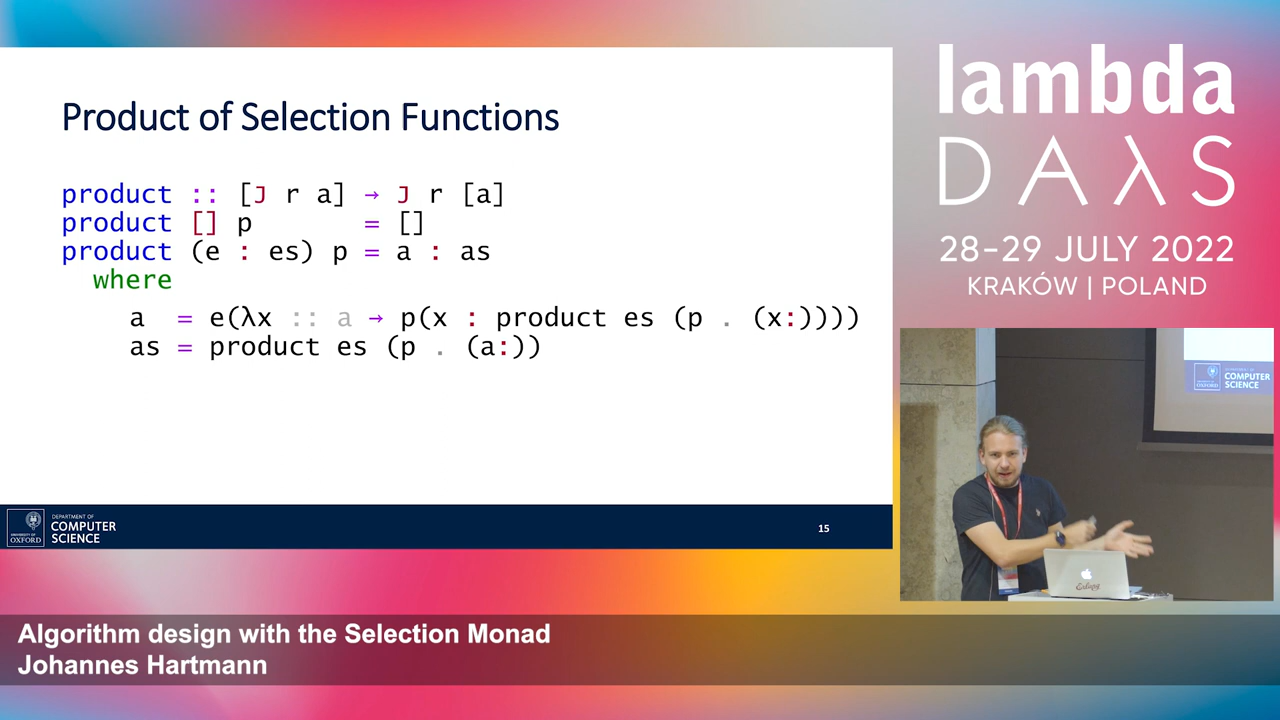 Product of Selection Functions
product :: [J r a] → J r [a]
product [] p = []
product (e : es) p = a : as
where
a = e(λx :: a → p(x : product es (p . (x:))))
as = product es (p . (a:))
UNIVERSITY OF
OXFORD
DEPARTMENT OF
COMPUTER
SCIENCE
15
lambda
DAλS
28–29 JULY 2022
KRAKÓW | POLAND
COMPUTER
SCIENCE
OXFORD
Erlang
Algorithm design with the Selection Monad
Johannes Hartmann